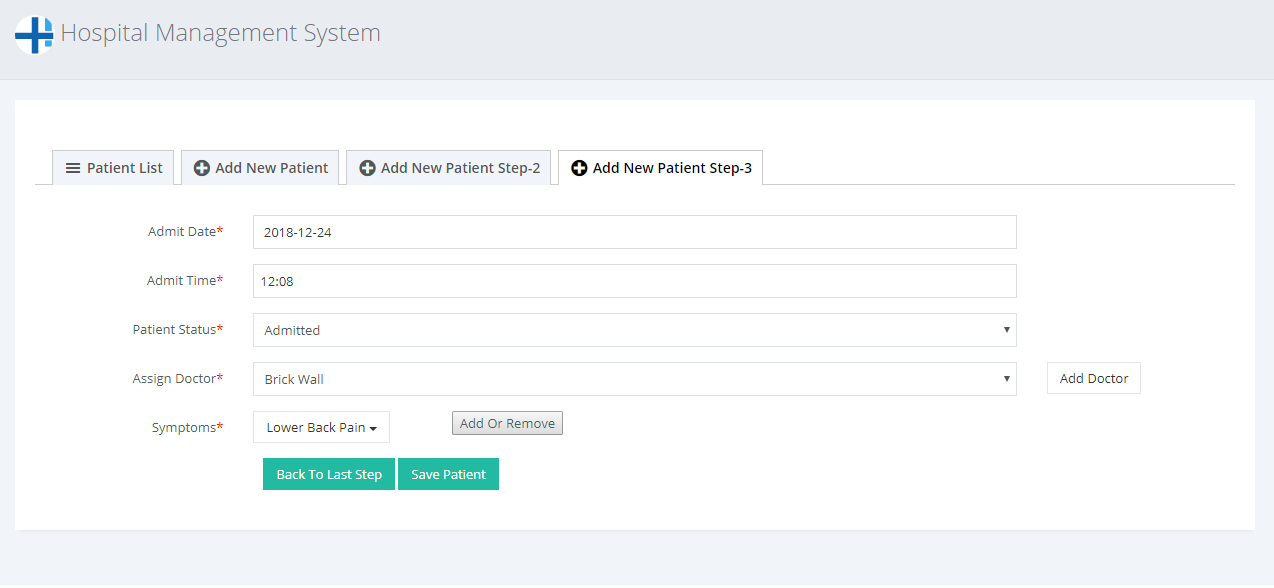 Hospital Management System
Patient List Add New Patient Add New Patient Step-2 Add New Patient Step-3
Admit Date* 2018-12-24
Admit Time* 12:08
Patient Status* Admitted
Assign Doctor* Brick Wall Add Doctor
Symptoms* Lower Back Pain Add Or Remove
Back To Last Step Save Patient